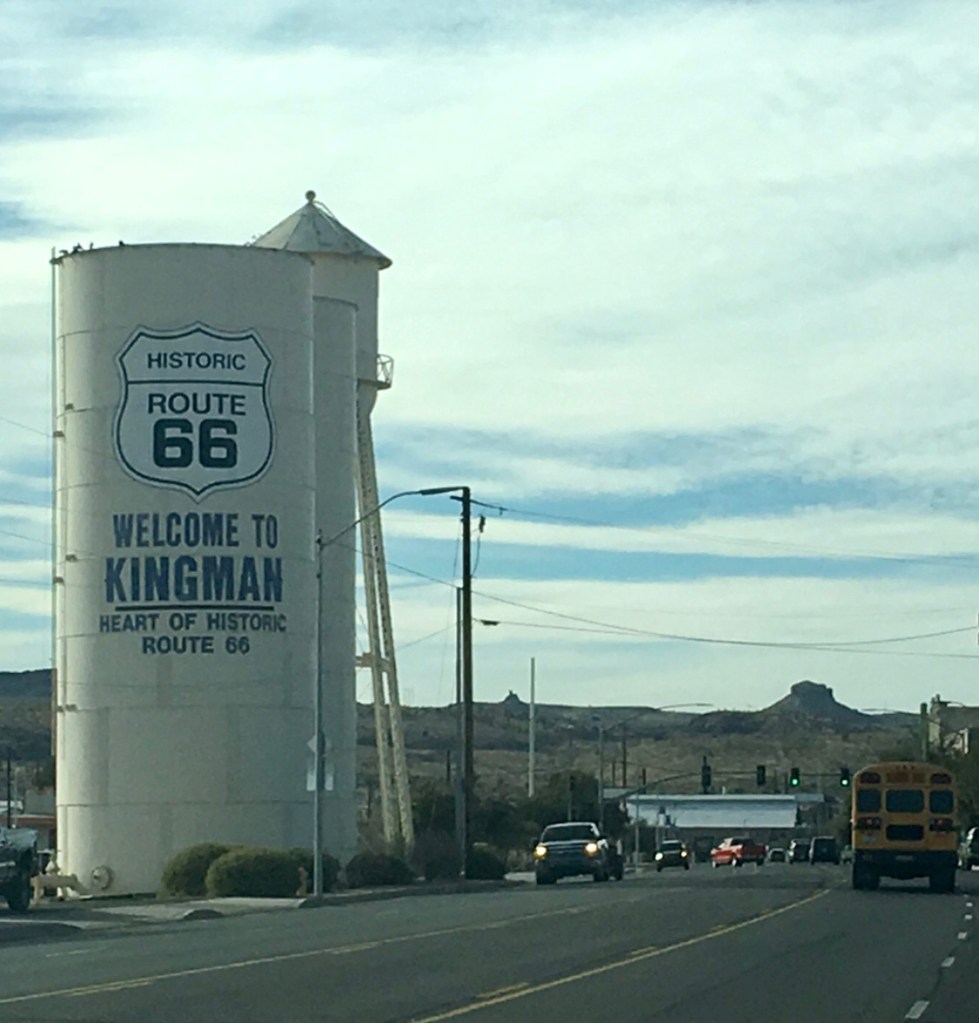 HISTORIC
ROUTE
66
WELCOME TO
KINGMAN
HEART OF HISTORIC
ROUTE 66